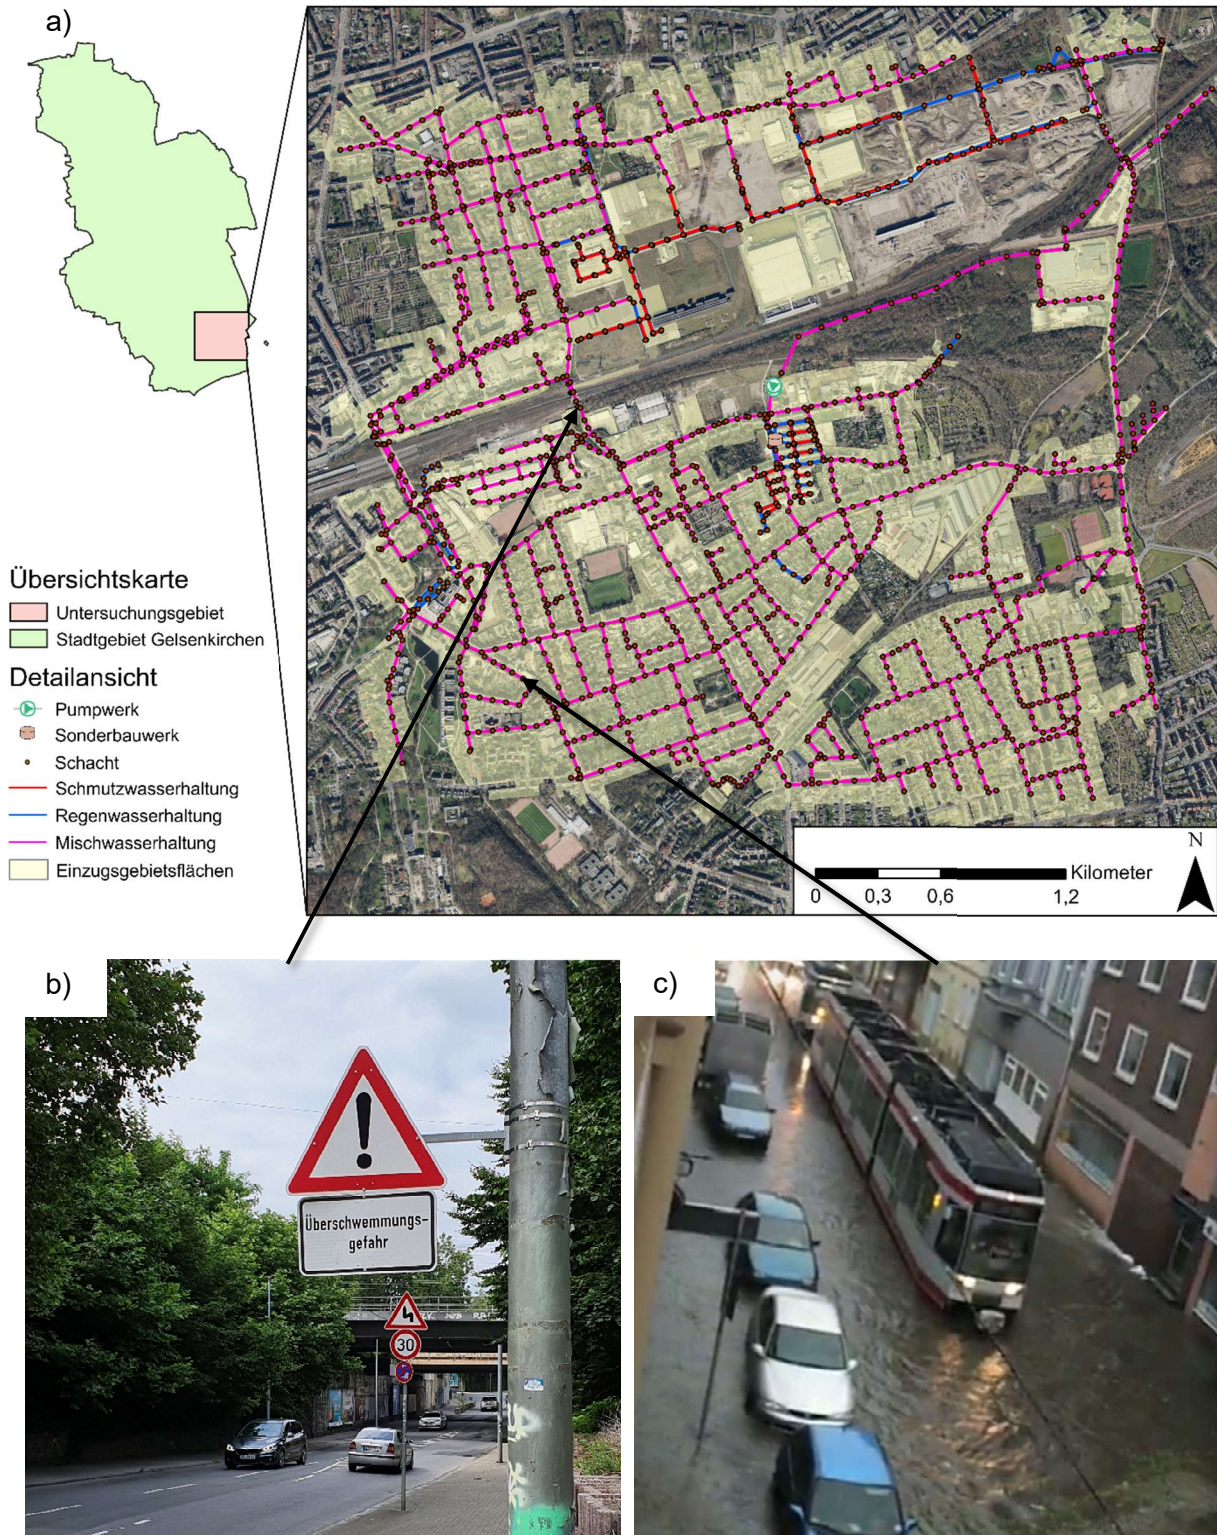 a)
Übersichtskarte
Untersuchungsgebiet
Stadtgebiet Gelsenkirchen
Detailansicht
Pumpwerk
Sonderbauwerk
Schacht
Schmutzwasserhaltung
Regenwasserhaltung
Mischwasserhaltung
Einzugsgebietsflächen
N
Kilometer
0 0,3 0,6 1,2
b)
Überschwemmungs-
gefahr
30
c)